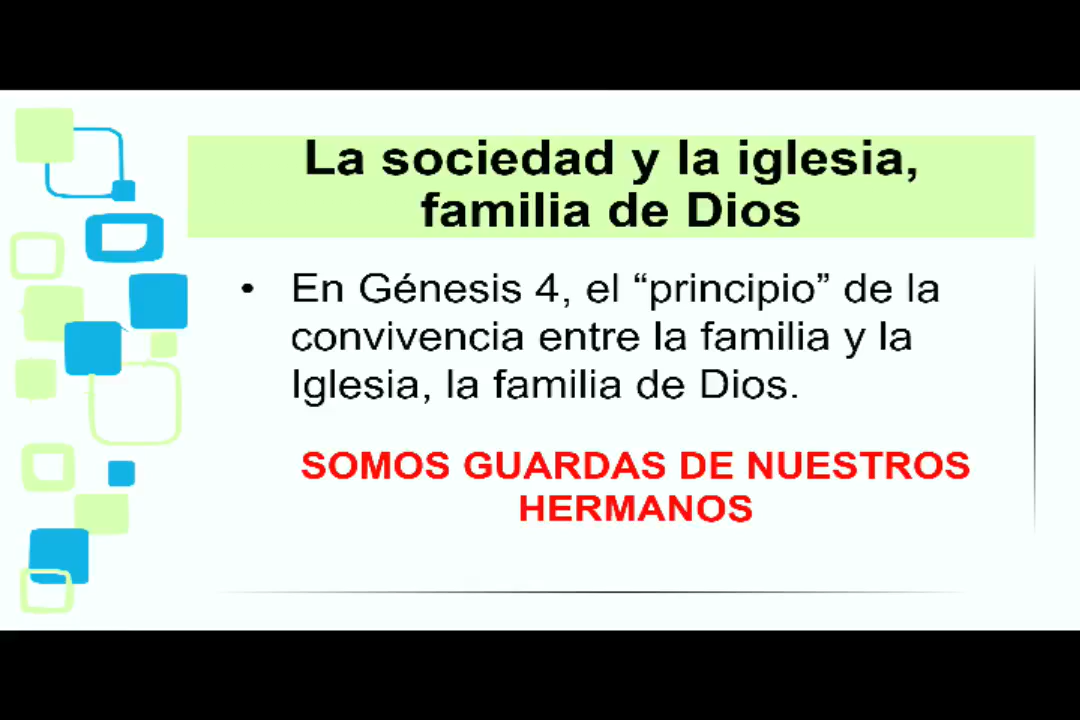 La sociedad y la iglesia,
familia de Dios
• En Génesis 4, el “principio” de la
convivencia entre la familia y la
Iglesia, la familia de Dios.
SOMOS GUARDAS DE NUESTROS
HERMANOS